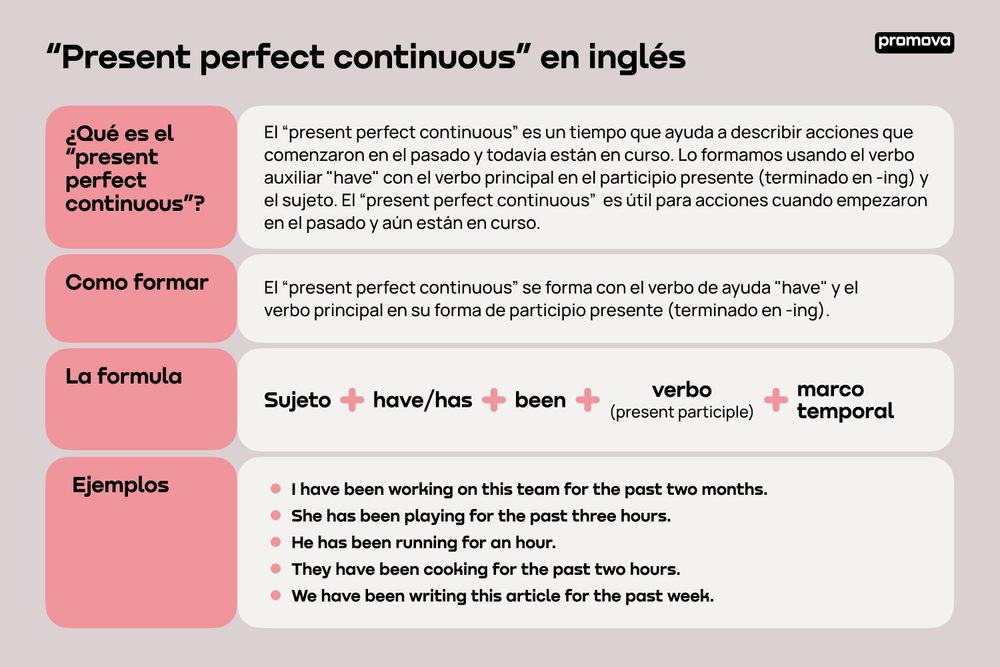 “Present perfect continuous” en inglés
promova
¿Qué es el
“present
perfect
continuous”?
El “present perfect continuous” es un tiempo que ayuda a describir acciones que
comenzaron en el pasado y todavía están en curso. Lo formamos usando el verbo
auxiliar "have" con el verbo principal en el participio presente (terminado en -ing) y
el sujeto. El “present perfect continuous” es útil para acciones cuando empezaron
en el pasado y aún están en curso.
Como formar
El “present perfect continuous” se forma con el verbo de ayuda "have" y el
verbo principal en su forma de participio presente (terminado en -ing).
La formula
Sujeto + have/has + been + verbo (present participle) + marco temporal
Ejemplos
I have been working on this team for the past two months.
She has been playing for the past three hours.
He has been running for an hour.
They have been cooking for the past two hours.
We have been writing this article for the past week.